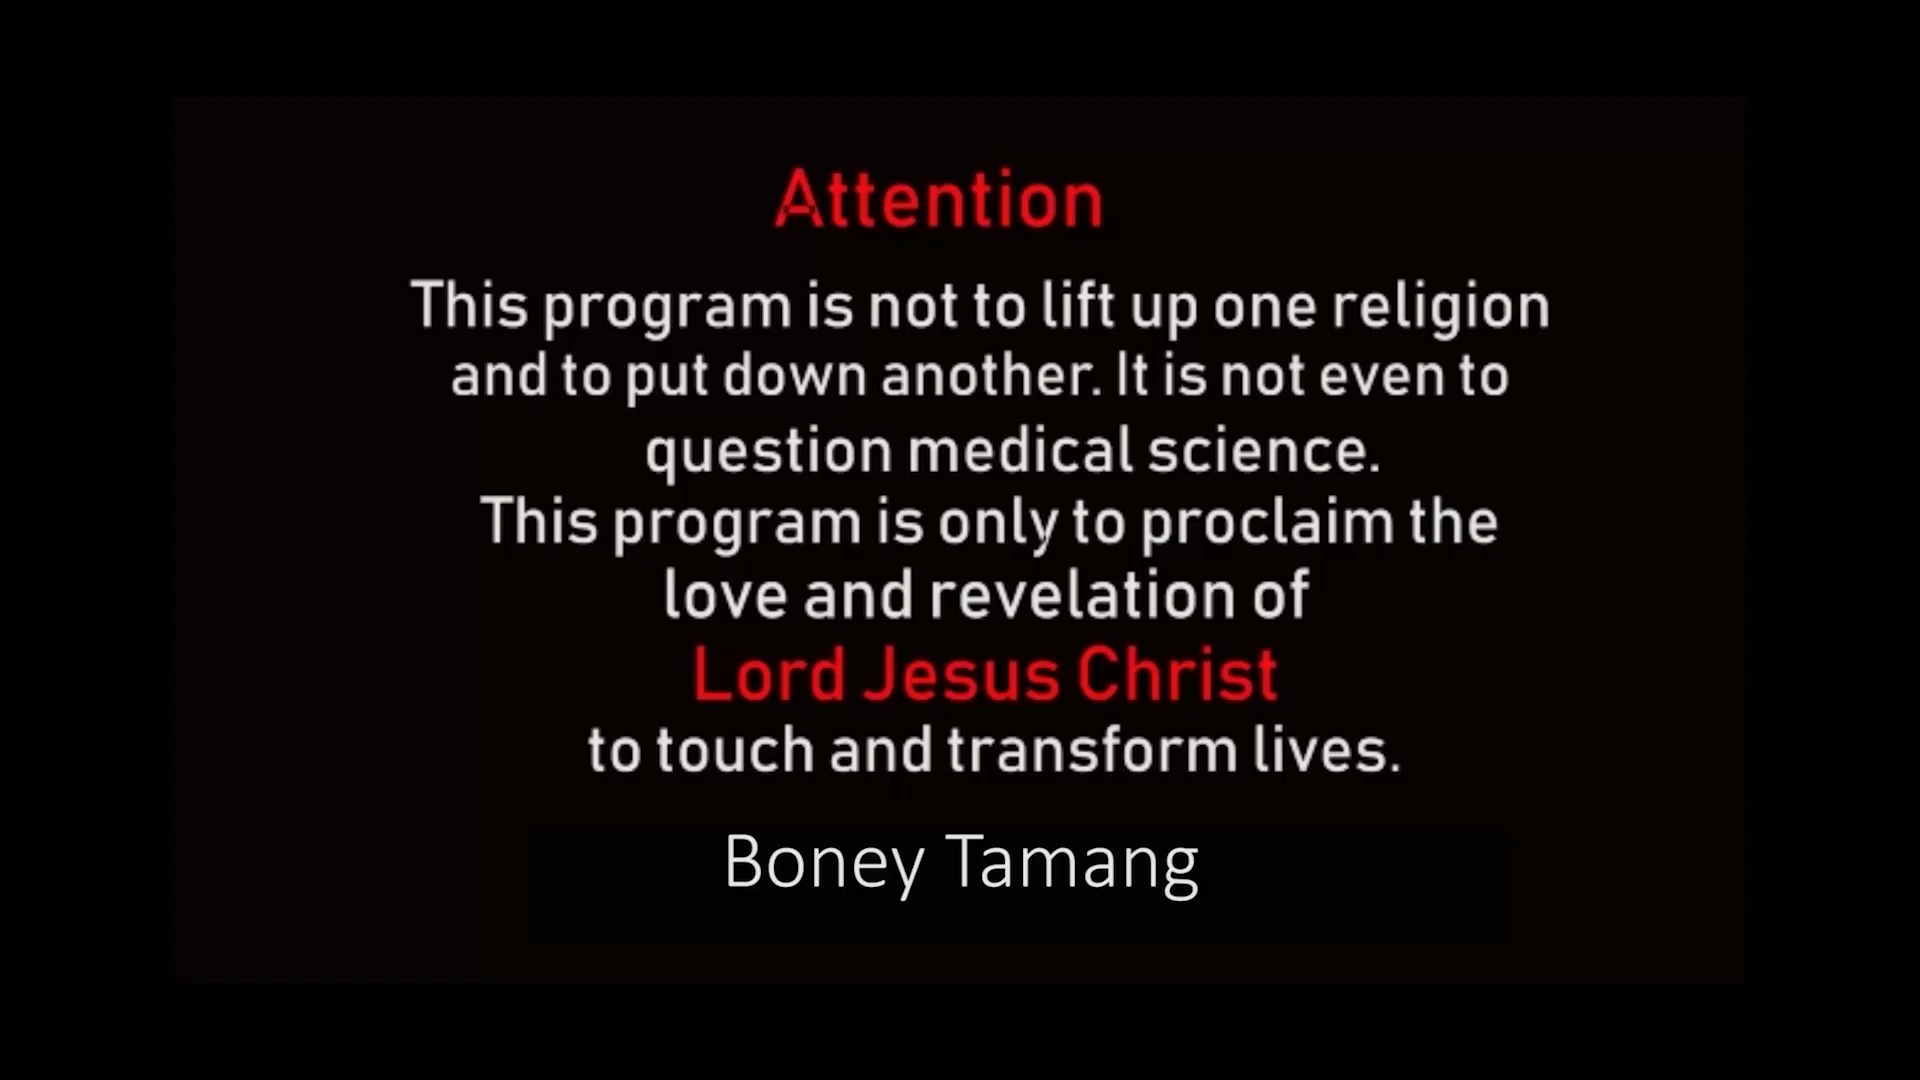 Attention
This program is not to lift up one religion
and to put down another. It is not even to
question medical science.
This program is only to proclaim the
love and revelation of
Lord Jesus Christ
to touch and transform lives.
Boney Tamang